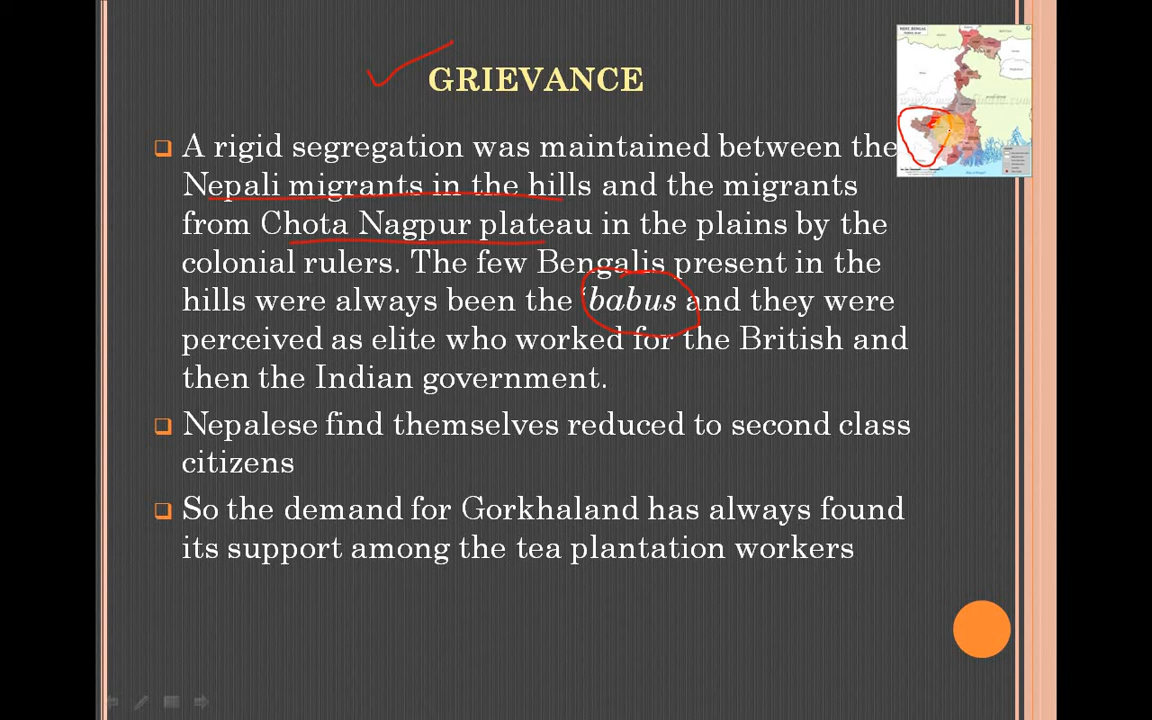 GRIEVANCE
A rigid segregation was maintained between the
Nepali migrants in the hills and the migrants
from Chota Nagpur plateau in the plains by the
colonial rulers. The few Bengalis present in the
hills were always been the ‘babus and they were
perceived as elite who worked for the British and
then the Indian government.
Nepalese find themselves reduced to second class
citizens
So the demand for Gorkhaland has always found
its support among the tea plantation workers